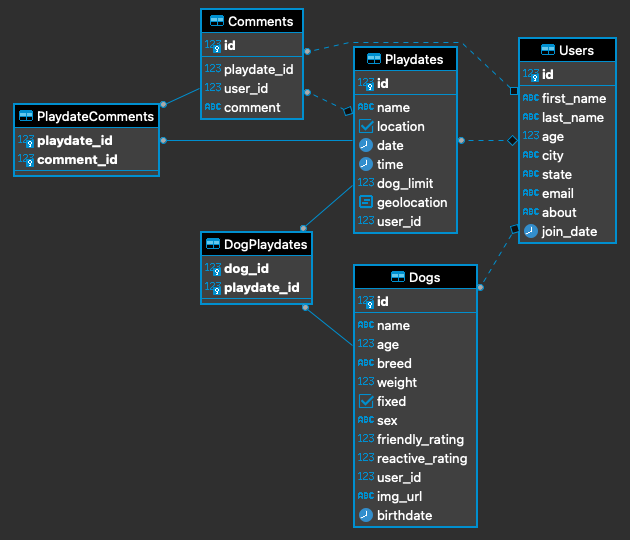 Comments
123 id
123 playdate_id
123 user_id
ABC comment
Playdates
123 id
ABC name
location
date
time
123 dog_limit
geolocation
123 user_id
Users
123 id
ABC first_name
ABC last_name
123 age
ABC city
ABC state
ABC email
ABC about
join_date
PlaydateComments
123 playdate_id
123 comment_id
DogPlaydates
123 dog_id
123 playdate_id
Dogs
123 id
ABC name
123 age
ABC breed
123 weight
fixed
ABC sex
123 friendly_rating
123 reactive_rating
123 user_id
ABC img_url
birthdate